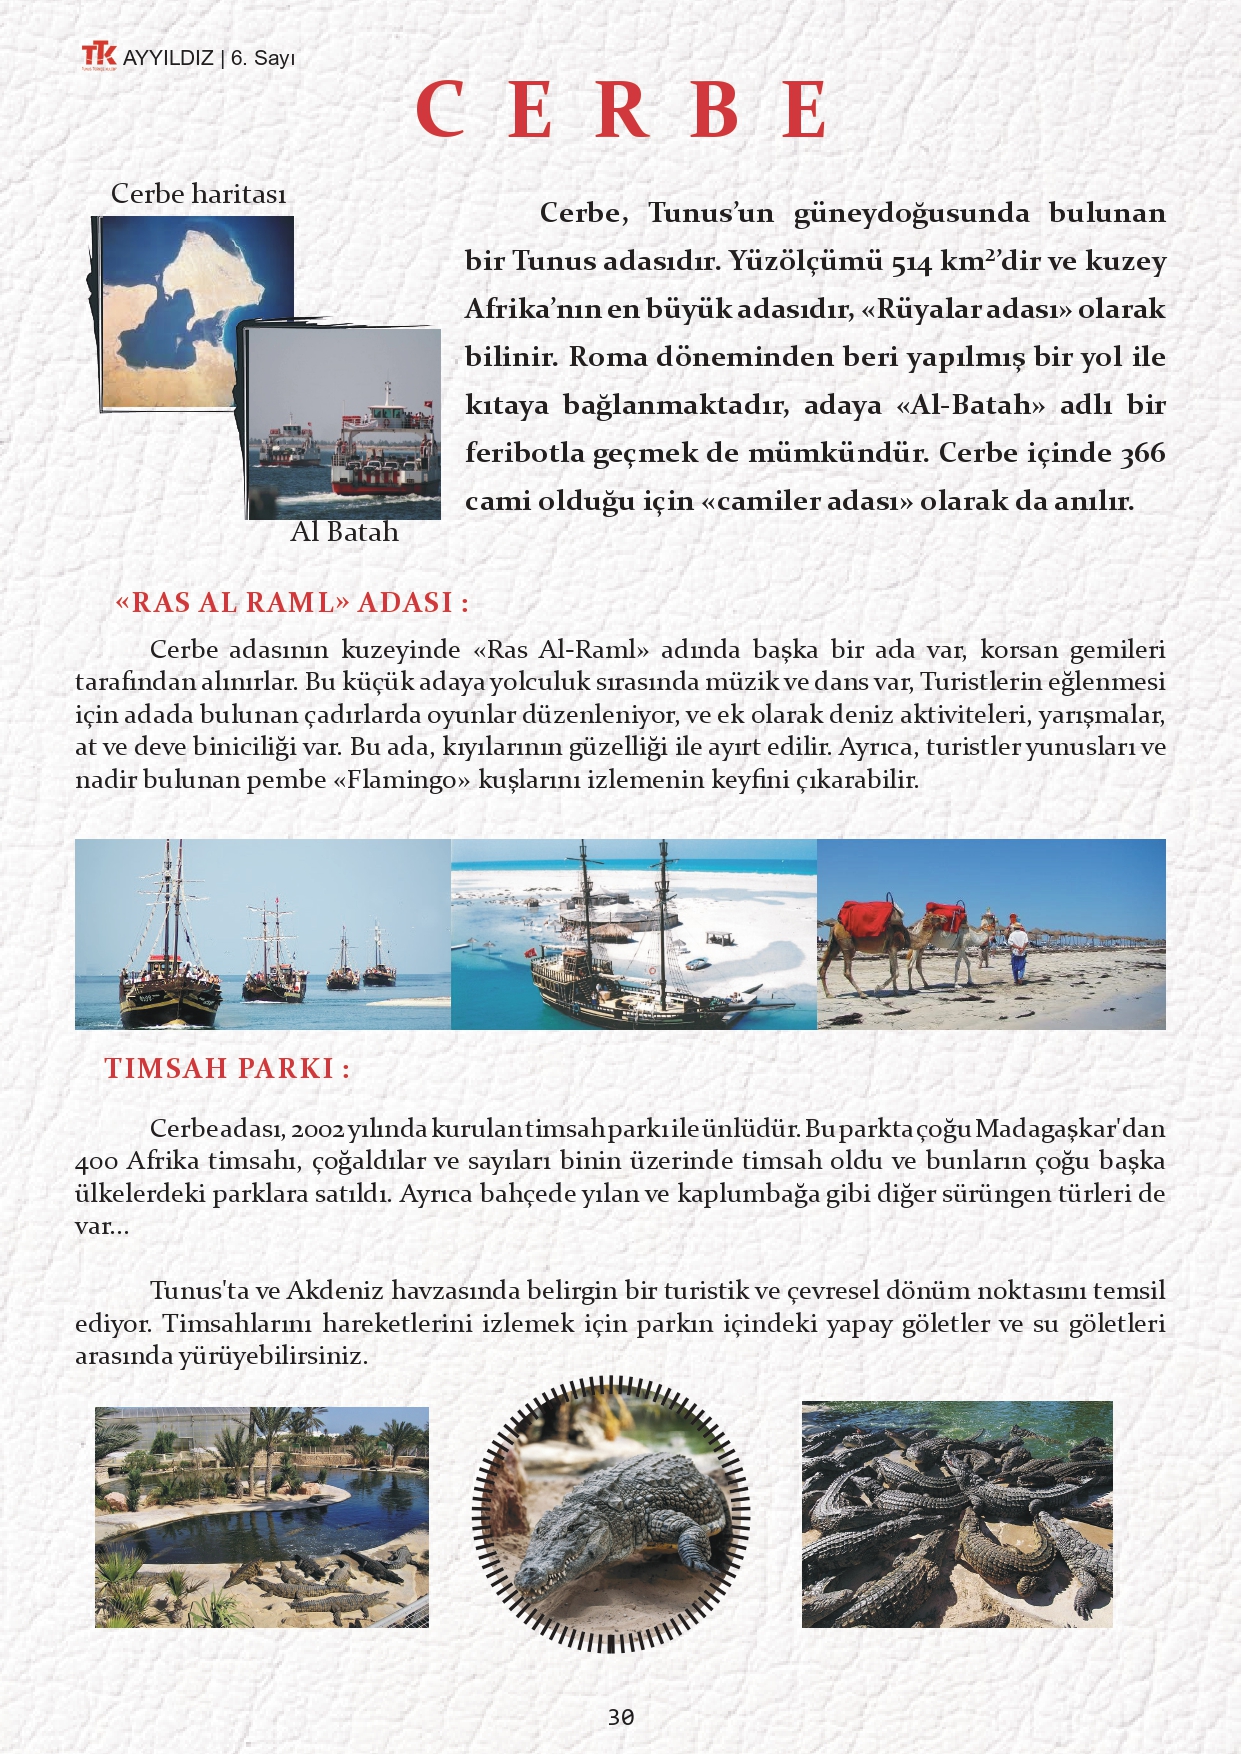 TTK AYYILDIZ | 6. Sayı
CERBE
Cerbe haritası
Al Batah
Cerbe, Tunus’un güneydoğusunda bulunan
bir Tunus adasıdır. Yüzölçümü 514 km²’dir ve kuzey
Afrika’nın en büyük adasıdır, «Rüyalar adası» olarak
bilinir. Roma döneminden beri yapılmış bir yol ile
kıtaya bağlanmaktadır, adaya «Al-Batah» adlı bir
feribotla geçmek de mümkündür. Cerbe içinde 366
cami olduğu için «camiler adası» olarak da anılır.
«RAS AL RAML» ADASI :
Cerbe adasının kuzeyinde «Ras Al-Raml» adında başka bir ada var, korsan gemileri
tarafından alınırlar. Bu küçük adaya yolculuk sırasında müzik ve dans var, Turistlerin eğlenmesi
için adada bulunan çadırlarda oyunlar düzenleniyor, ve ek olarak deniz aktiviteleri, yarışmalar,
at ve deve biniciliği var. Bu ada, kıyılarının güzelliği ile ayırt edilir. Ayrıca, turistler yunusları ve
nadir bulunan pembe «Flamingo» kuşlarını izlemenin keyfini çıkarabilir.
TIMSAH PARKI :
Cerbe adası, 2002 yılında kurulan timsah parkı ile ünlüdür. Bu parkta çoğu Madagaşkar'dan
400 Afrika timsahı, çoğaldılar ve sayıları binin üzerinde timsah oldu ve bunların çoğu başka
ülkelerdeki parklara satıldı. Ayrıca bahçede yılan ve kaplumbağa gibi diğer sürüngen türleri de
var...
Tunus'ta ve Akdeniz havzasında belirgin bir turistik ve çevresel dönüm noktasını temsil
ediyor. Timsahlarını hareketlerini izlemek için parkın içindeki yapay göletler ve su göletleri
arasında yürüyebilirsiniz.
30